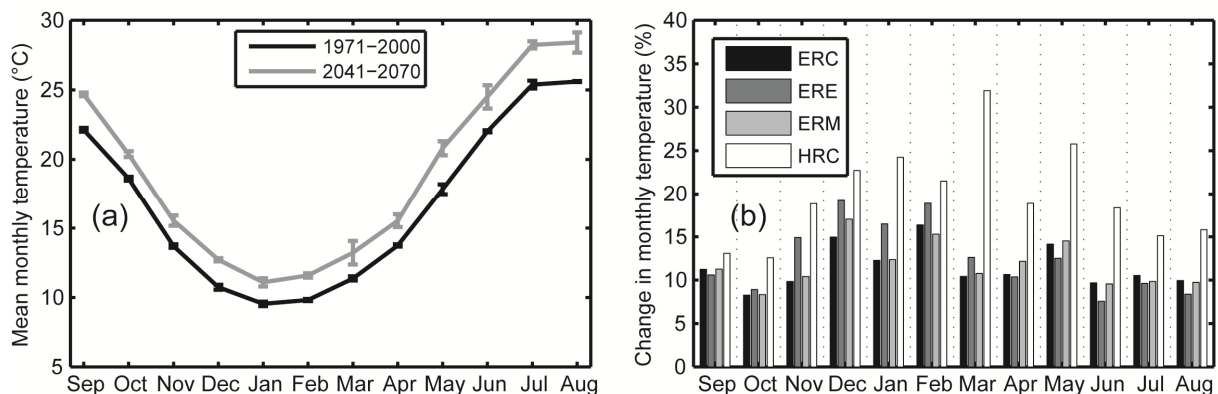 Mean monthly temperature (°C)
30
25
20
15
10
5
1971−2000
2041−2070
(a)
Sep Oct Nov Dec Jan Feb Mar Apr May Jun Jul Aug
Change in monthly temperature (%)
40
35
30
25
20
15
10
5
0
ERC
ERE
ERM
HRC
(b)
Sep Oct Nov Dec Jan Feb Mar Apr May Jun Jul Aug